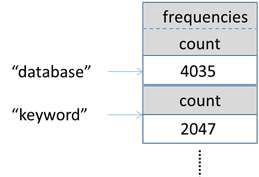 frequencies
count
“database”
4035
count
“keyword”
2047